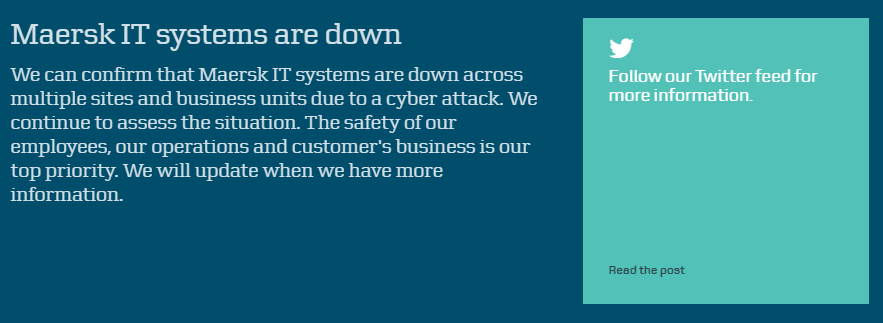 Maersk IT systems are down
We can confirm that Maersk IT systems are down across
multiple sites and business units due to a cyber attack. We
continue to assess the situation. The safety of our
employees, our operations and customer's business is our
top priority. We will update when we have more
information.
Follow our Twitter feed for
more information.
Read the post